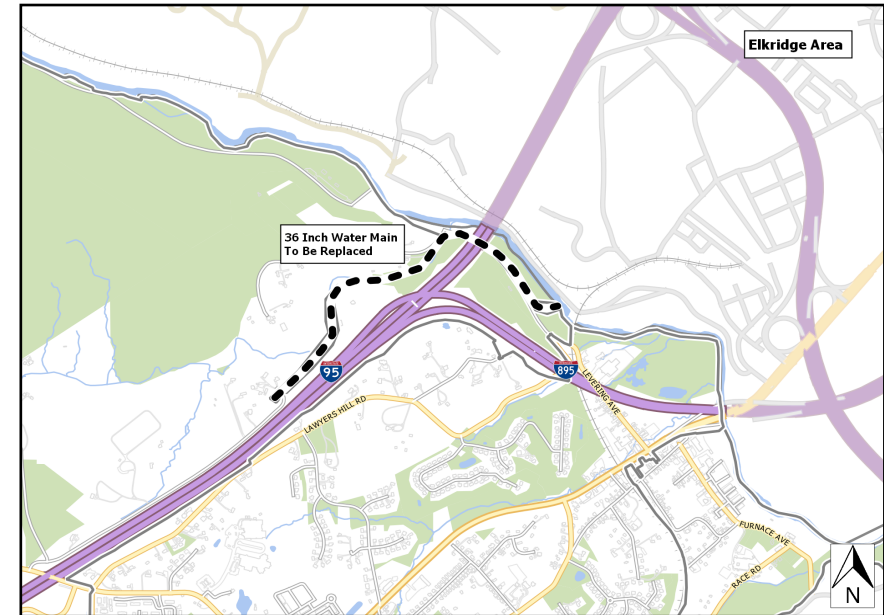 Elkridge Area
36 Inch Water Main
To Be Replaced
95
895
LEVERING AVE
LAWYERS HILL RD
FURNACE AVE
RACE RD
N